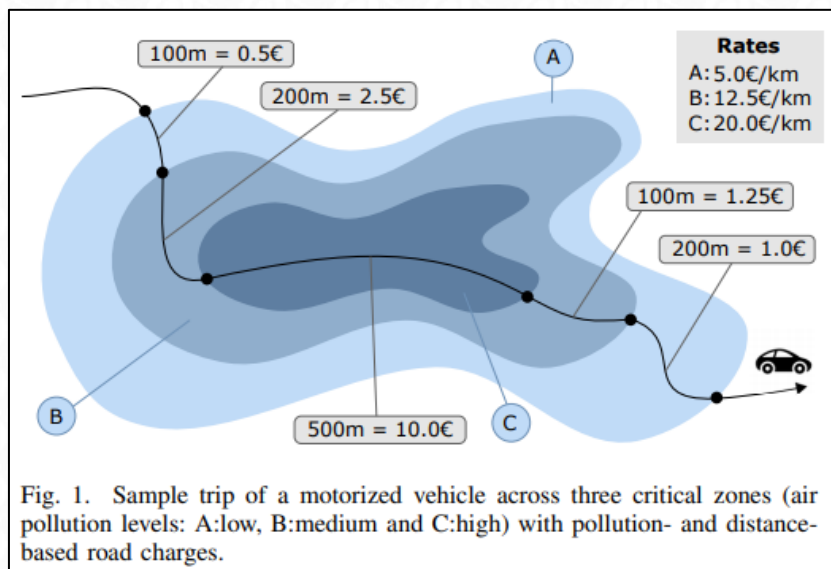 100m = 0.5€
A
Rates
A:5.0€/km
B:12.5€/km
C:20.0€/km
200m = 2.5€
100m = 1.25€
200m = 1.0€
B
500m = 10.0€
C
Fig. 1. Sample trip of a motorized vehicle across three critical zones (air
pollution levels: A:low, B:medium and C:high) with pollution- and distance-
based road charges.